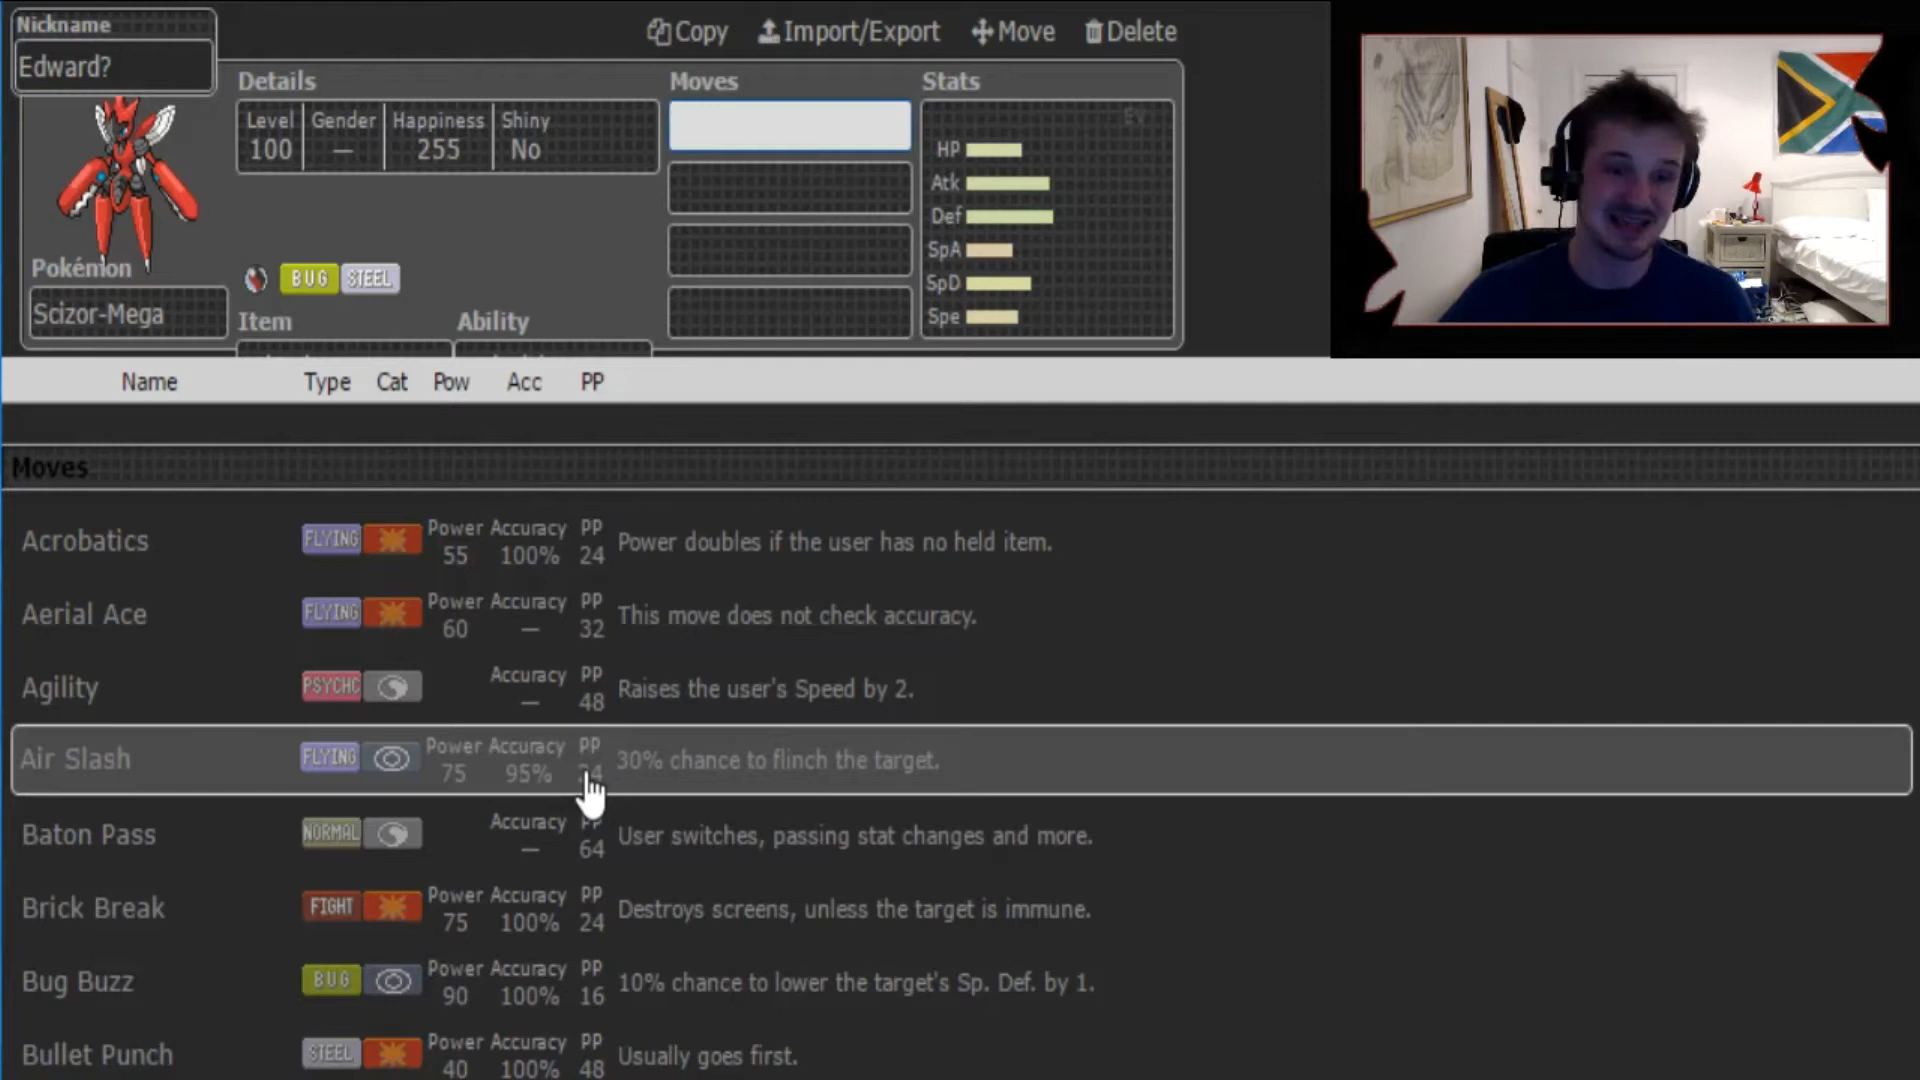 Nickname
Edward?
Copy Import/Export Move Delete
Details
Level Gender Happiness Shiny
100 — 255 No
Moves
Stats
EV
HP
Atk
Def
SpA
SpD
Spe
Pokémon
Scizor-Mega
BUG STEEL
Item Ability
Name Type Cat Pow Acc PP
Moves
Acrobatics FLYING Power 55 Accuracy 100% PP 24 Power doubles if the user has no held item.
Aerial Ace FLYING Power 60 Accuracy — PP 32 This move does not check accuracy.
Agility PSYCHC Accuracy — PP 48 Raises the user's Speed by 2.
Air Slash FLYING Power 75 Accuracy 95% PP 30% chance to flinch the target.
Baton Pass NORMAL Accuracy — PP 64 User switches, passing stat changes and more.
Brick Break FIGHT Power 75 Accuracy 100% PP 24 Destroys screens, unless the target is immune.
Bug Buzz BUG Power 90 Accuracy 100% PP 16 10% chance to lower the target's Sp. Def. by 1.
Bullet Punch STEEL Power 40 Accuracy 100% PP 48 Usually goes first.